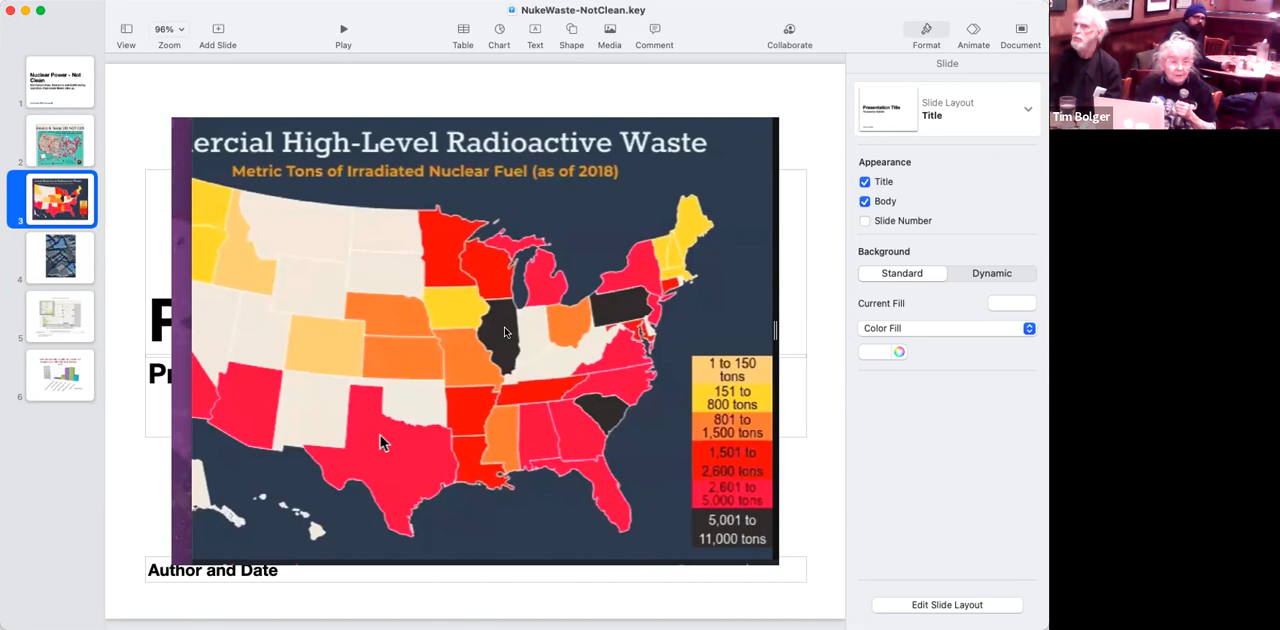 NukeWaste-NotClean.key
96%
View
Zoom
Add Slide
Play
Table
Chart
Text
Shape
Media
Comment
Collaborate
Format
Animate
Document
Slide
Nuclear Power - Not
Clean
1
2
3
4
5
6
ercial High-Level Radioactive Waste
Metric Tons of Irradiated Nuclear Fuel (as of 2018)
1 to 150
tons
151 to
800 tons
801 to
1,500 tons
1,501 to
2,600 tons
2,601 to
5,000 tons
5,001 to
11,000 tons
Author and Date
Presentation Title
Slide Layout
Title
Appearance
Title
Body
Slide Number
Background
Standard
Dynamic
Current Fill
Color Fill
Edit Slide Layout
Tim Bolger